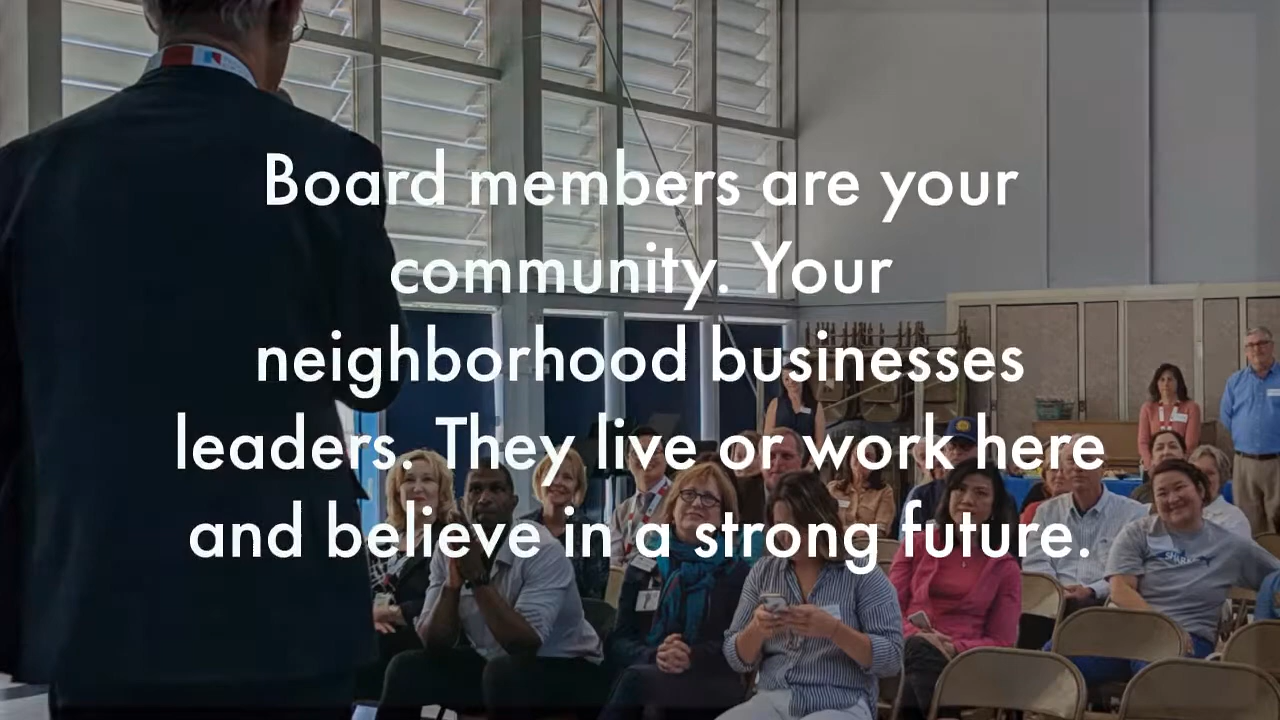 Board members are your
community. Your
neighborhood businesses
leaders. They live or work here
and believe in a strong future.
SHARKS